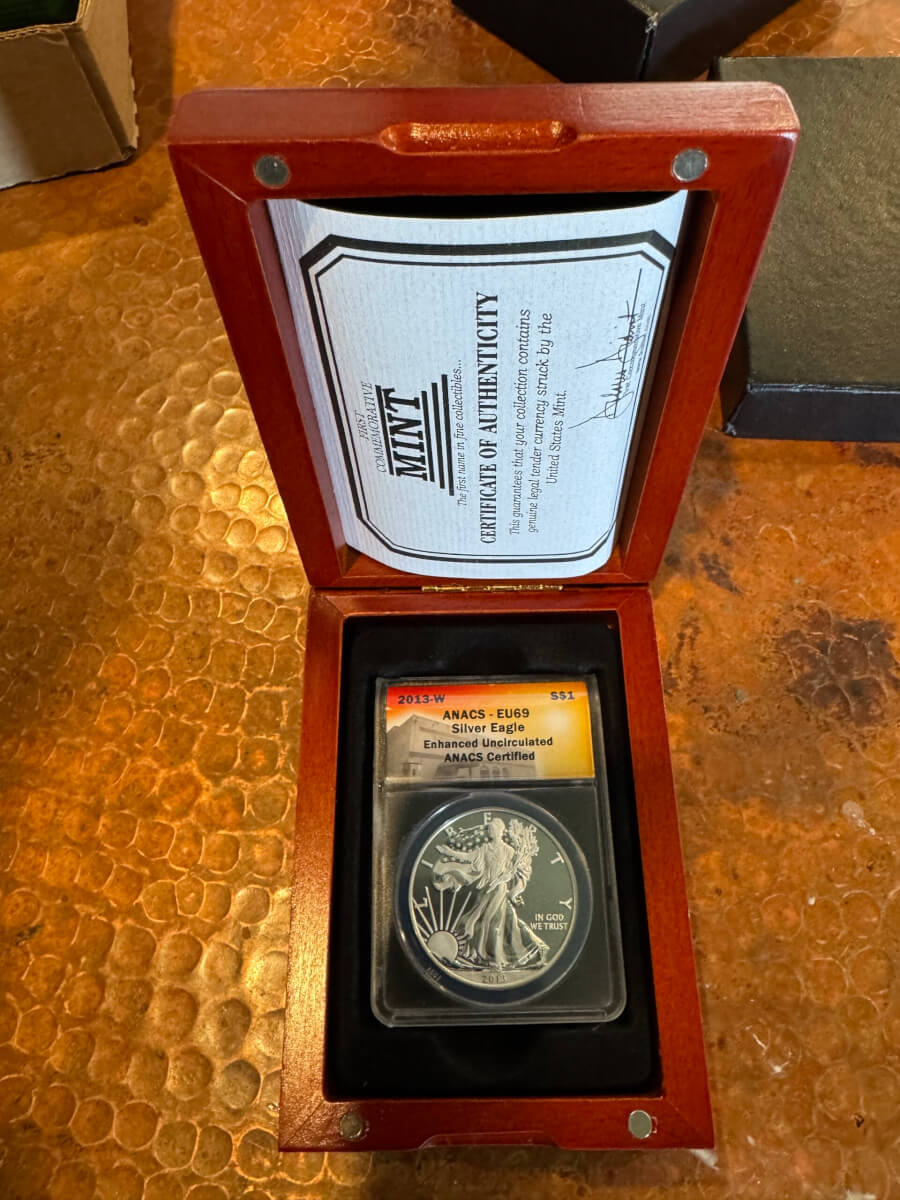 FIRST
COMMEMORATIVE
MINT
The first name in fine collectibles...
CERTIFICATE OF AUTHENTICITY
This guarantees that your collection contains
genuine legal tender currency struck by the
United States Mint.
2013-W S$1
ANACS - EU69
Silver Eagle
Enhanced Uncirculated
ANACS Certified
LIBERTY
IN GOD
WE TRUST
2013